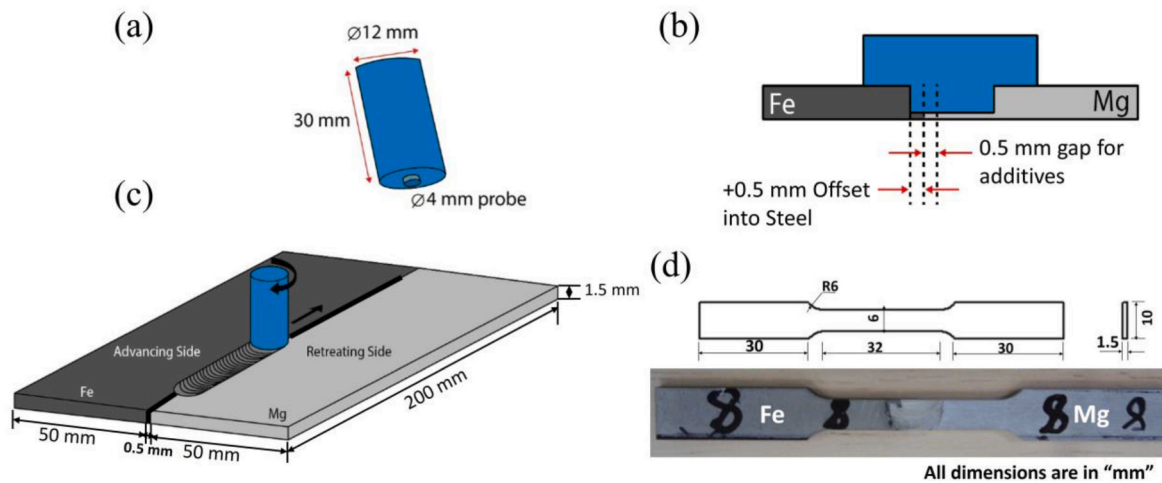 (a)
Ø12 mm
30 mm
Ø4 mm probe
(b)
Fe
Mg
0.5 mm gap for
additives
+0.5 mm Offset
into Steel
(c)
1.5 mm
Advancing Side
Retreating Side
Fe
Mg
200 mm
50 mm
0.5 mm
50 mm
(d)
R6
6
10
30
32
30
1.5
8 Fe 8 8 Mg 8
All dimensions are in “mm”